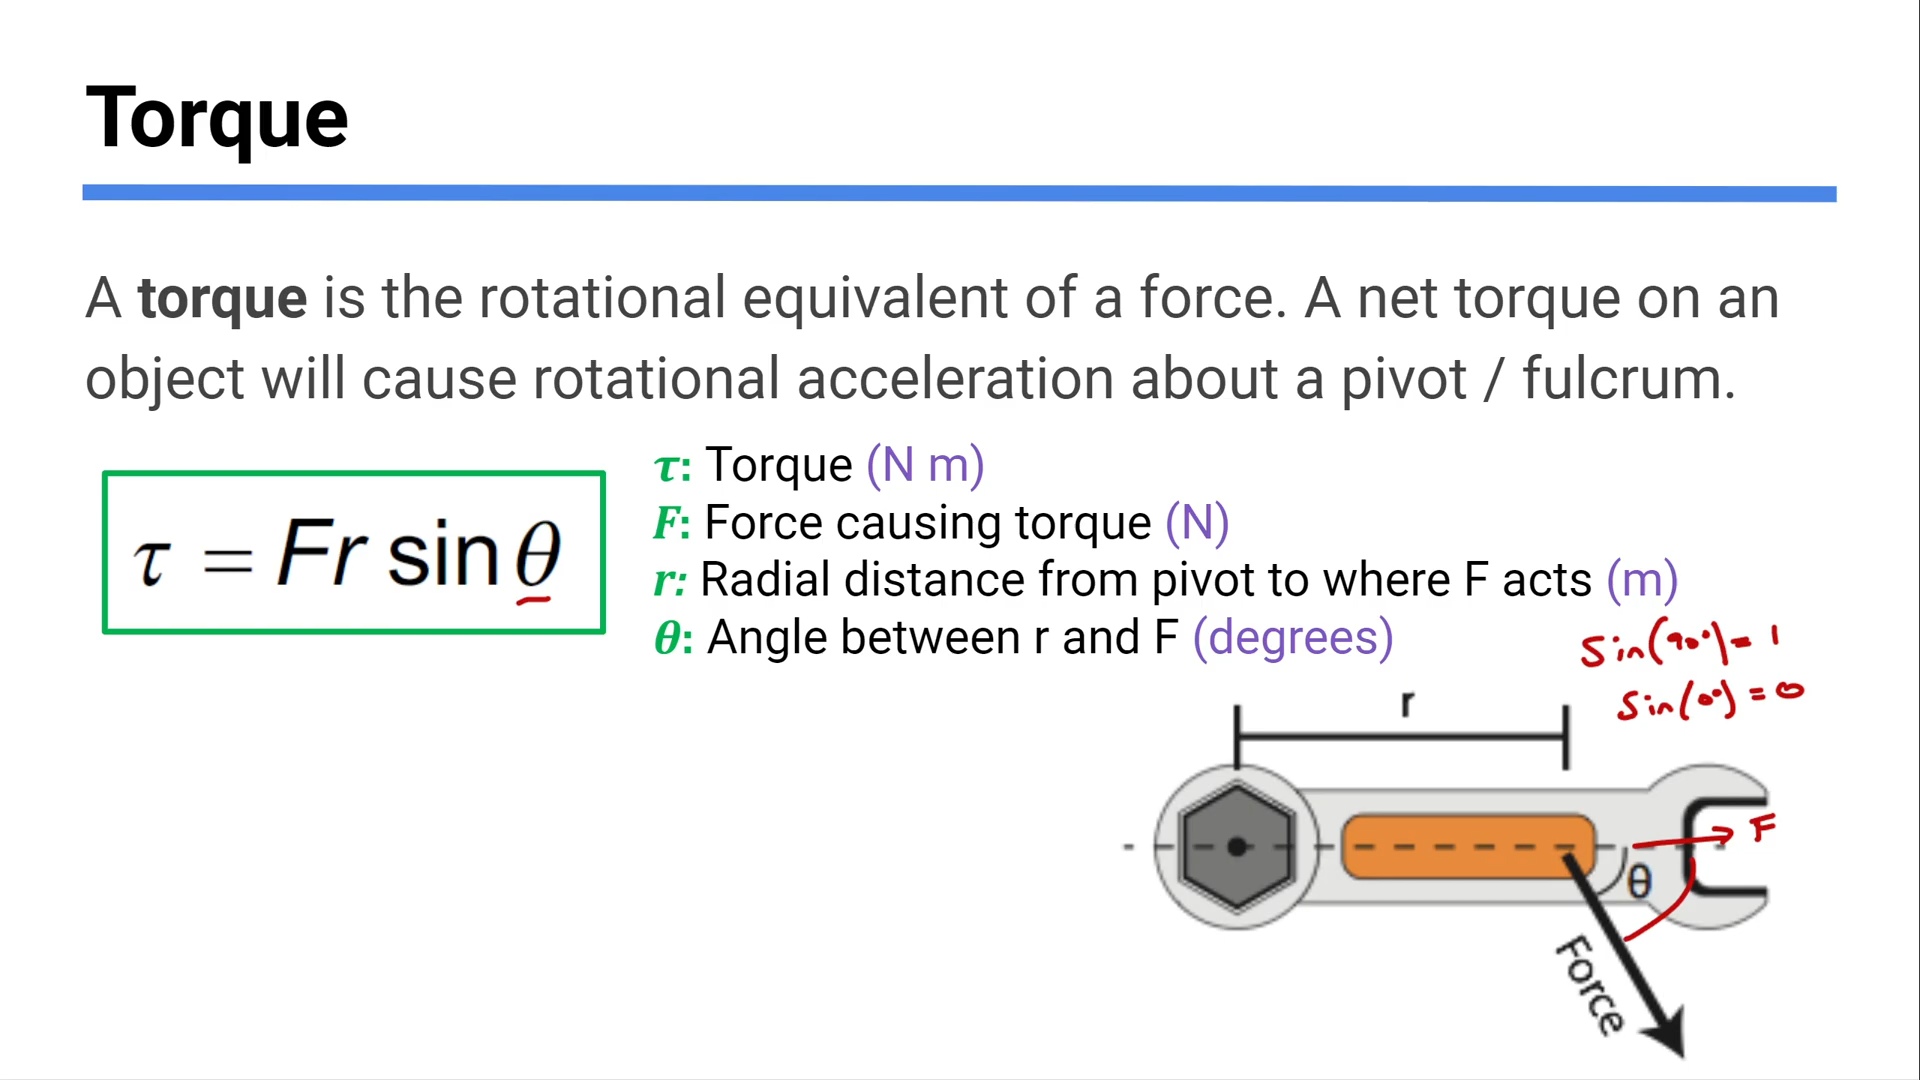 Torque
A torque is the rotational equivalent of a force. A net torque on an
object will cause rotational acceleration about a pivot / fulcrum.
τ = Fr sin θ
τ: Torque (N m)
F: Force causing torque (N)
r: Radial distance from pivot to where F acts (m)
θ: Angle between r and F (degrees)
sin(90°) = 1
sin(0°) = 0
r
F
θ
Force